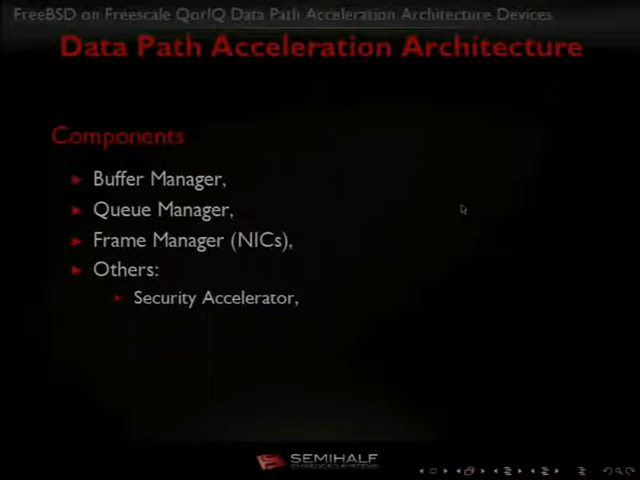 FreeBSD on Freescale QorIQ Data Path Acceleration Architecture Devices
Data Path Acceleration Architecture
Components
Buffer Manager,
Queue Manager,
Frame Manager (NICs),
Others:
Security Accelerator,
SEMIHALF